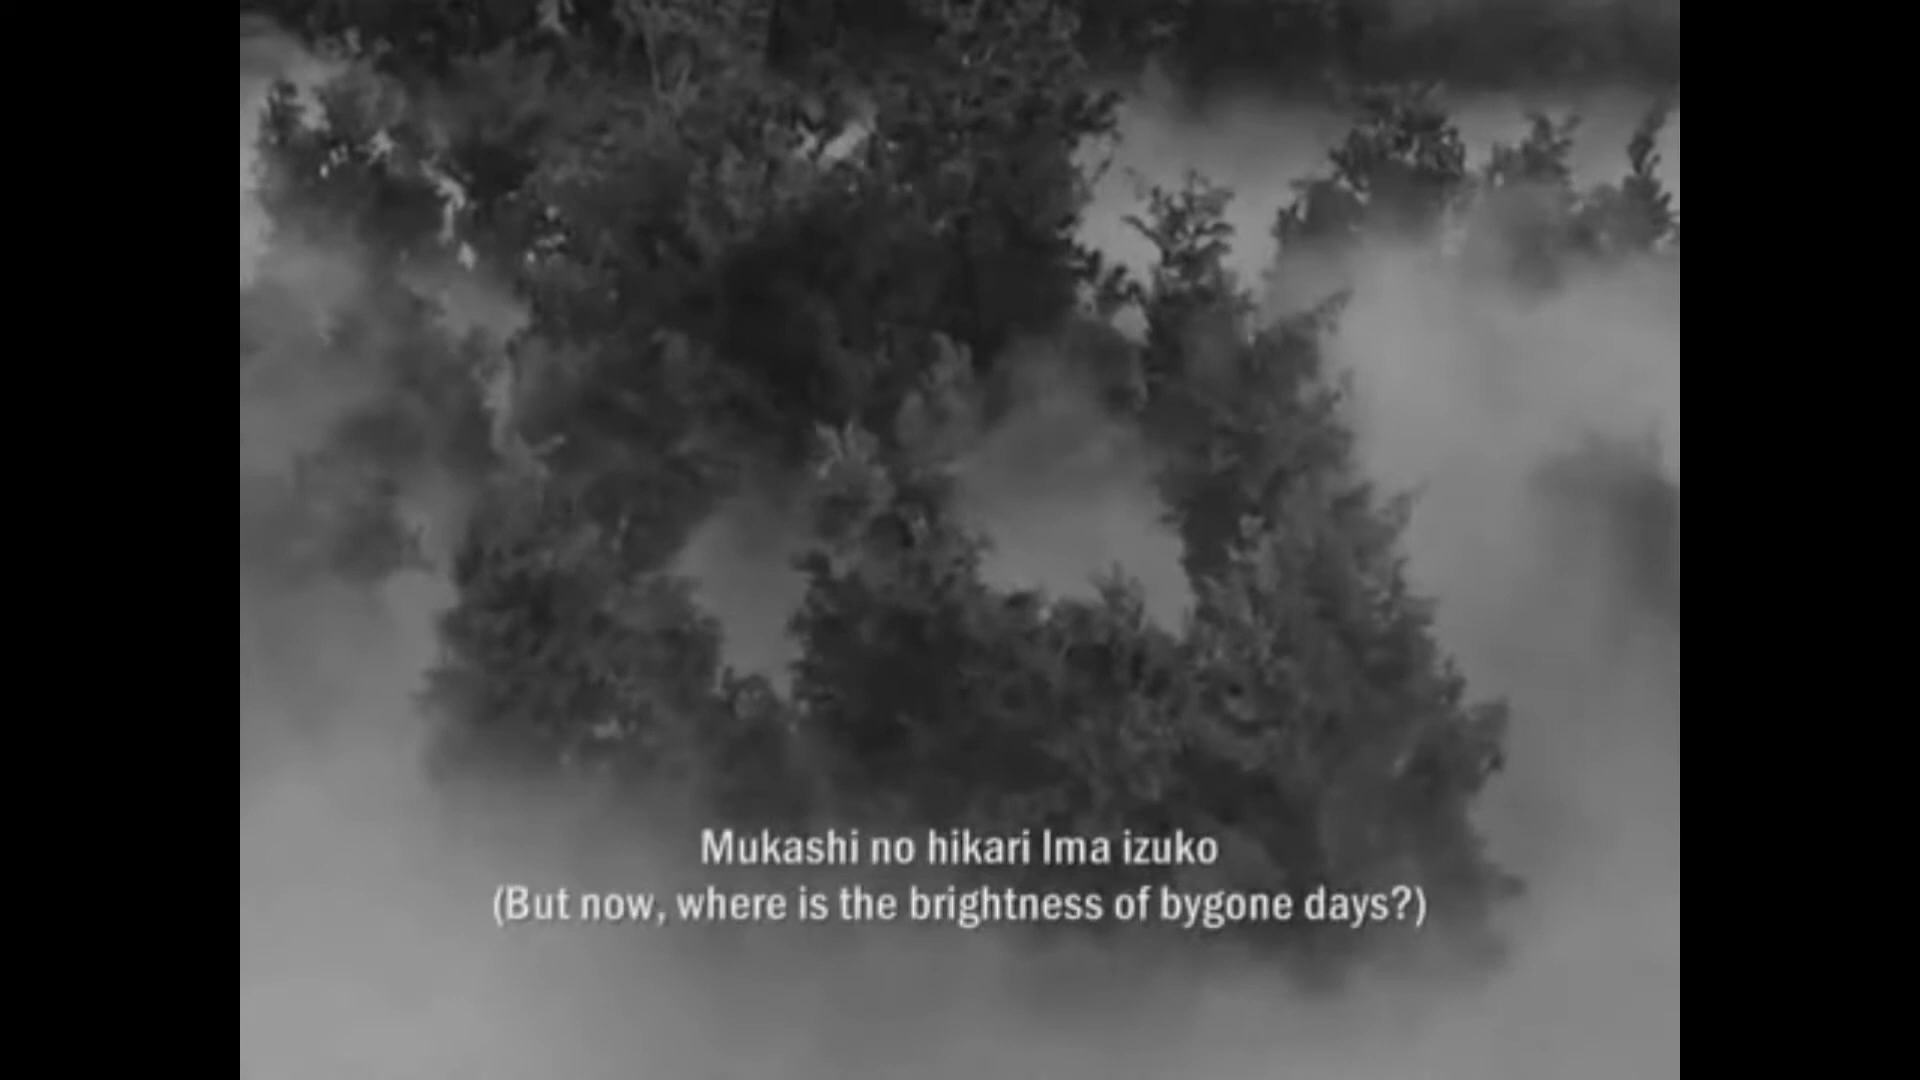 Mukashi no hikari Ima izuko
(But now, where is the brightness of bygone days?)